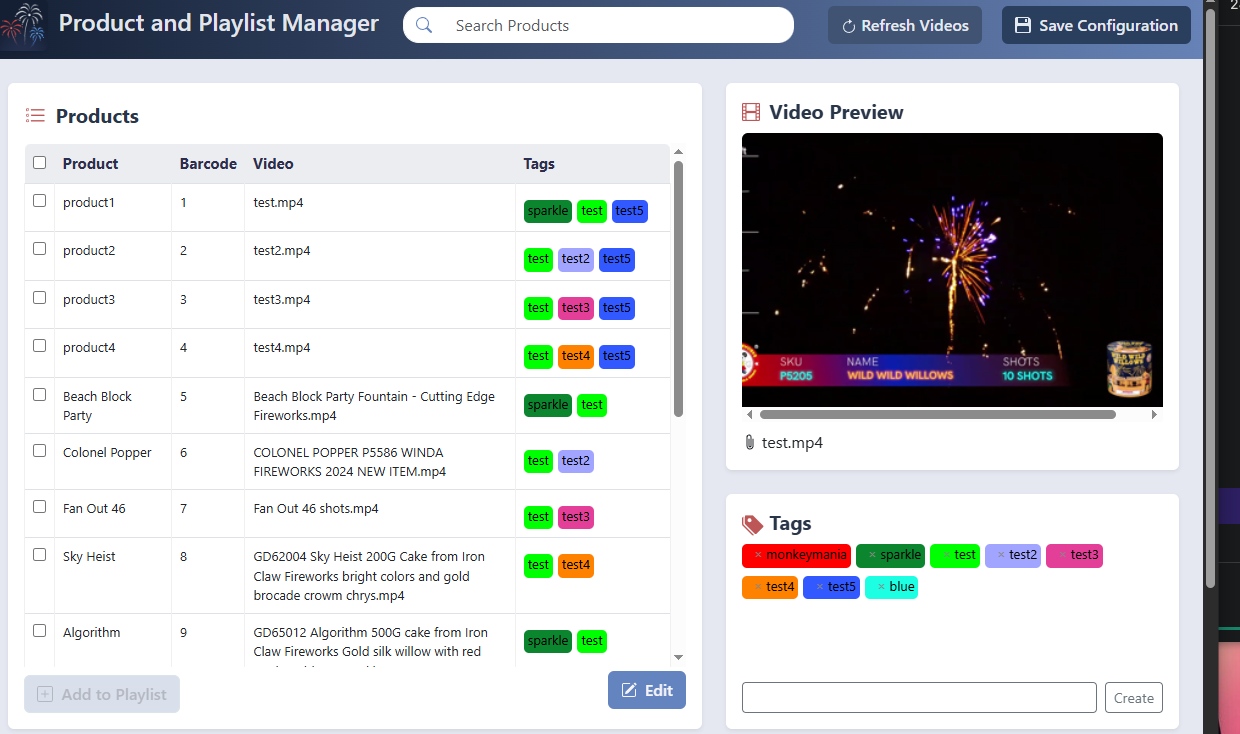 Product and Playlist Manager
Search Products
Refresh Videos
Save Configuration
Products
Product Barcode Video Tags
product1 1 test.mp4 sparkle test test5
product2 2 test2.mp4 test test2 test5
product3 3 test3.mp4 test test3 test5
product4 4 test4.mp4 test test4 test5
Beach Block Party 5 Beach Block Party Fountain - Cutting Edge Fireworks.mp4 sparkle test
Colonel Popper 6 COLONEL POPPER P5586 WINDA FIREWORKS 2024 NEW ITEM.mp4 test test2
Fan Out 46 7 Fan Out 46 shots.mp4 test test3
Sky Heist 8 GD62004 Sky Heist 200G Cake from Iron Claw Fireworks bright colors and gold brocade crowm chrys.mp4 test test4
Algorithm 9 GD65012 Algorithm 500G cake from Iron Claw Fireworks Gold silk willow with red sparkle test
Add to Playlist
Edit
Video Preview
SKU NAME SHOTS
P5205 WILD WILD WILLOWS 10 SHOTS
WILD WILD
WILLOWS
test.mp4
Tags
× monkeymania × sparkle × test × test2 × test3
× test4 × test5 × blue
Create
2